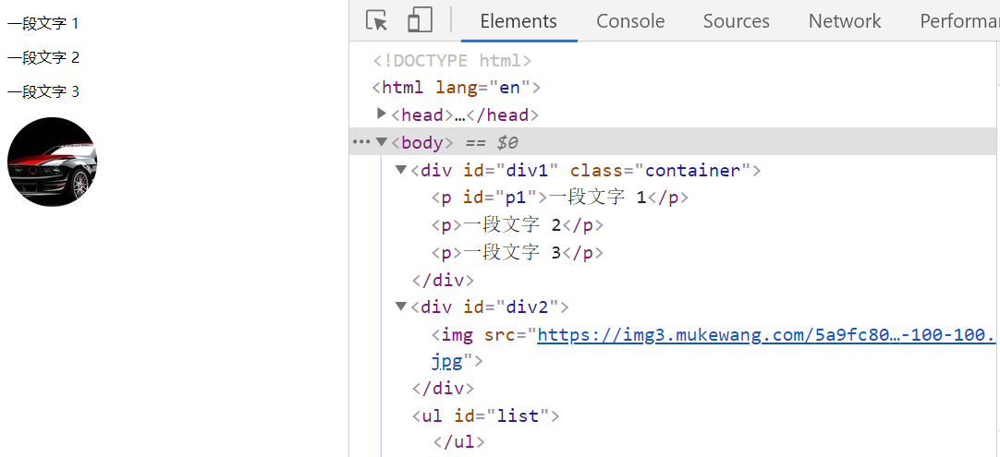 一段文字 1
一段文字 2
一段文字 3
Elements Console Sources Network Performa
<!DOCTYPE html>
<html lang="en">
<head>…</head>
<body> == $0
<div id="div1" class="container">
<p id="p1">一段文字 1</p>
<p>一段文字 2</p>
<p>一段文字 3</p>
</div>
<div id="div2">
<img src="https://img3.mukewang.com/5a9fc80…-100-100.
jpg">
</div>
<ul id="list">
</ul>